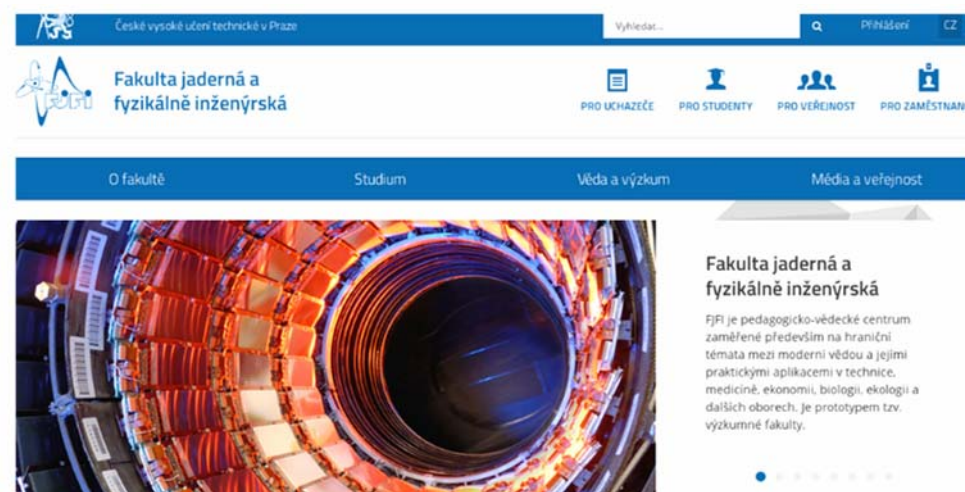 České vysoké učení technické v Praze
Vyhledat...
Přihlášení
CZ
FJFI
Fakulta jaderná a
fyzikálně inženýrská
PRO UCHAZEČE
PRO STUDENTY
PRO VEŘEJNOST
PRO ZAMĚSTNAN
O fakultě
Studium
Věda a výzkum
Média a veřejnost
Fakulta jaderná a
fyzikálně inženýrská
FJFI je pedagogicko-vědecké centrum
zaměřené především na hraniční
témata mezi moderní vědou a jejími
praktickými aplikacemi v technice,
medicíně, ekonomii, biologii, ekologii a
dalších oborech. Je prototypem tzv.
výzkumné fakulty.